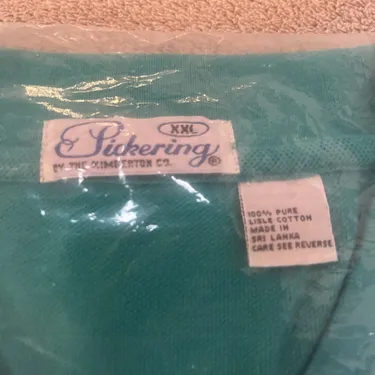 XXL
Pickering ®
BY THE KIMBERTON CO.
100% PURE
LISLE COTTON
MADE IN
SRI LANKA
CARE SEE REVERSE